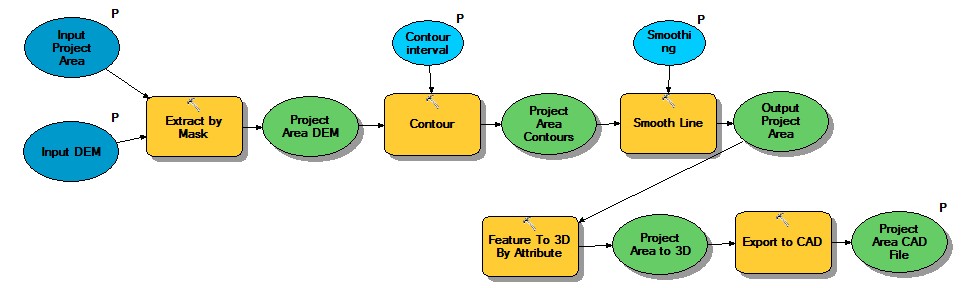 P
Input
Project
Area
P
Input DEM
Extract by
Mask
Project
Area DEM
P
Contour
interval
Contour
Project
Area
Contours
P
Smoothi
ng
Smooth Line
Output
Project
Area
Feature To 3D
By Attribute
Project
Area to 3D
Export to CAD
P
Project
Area CAD
File